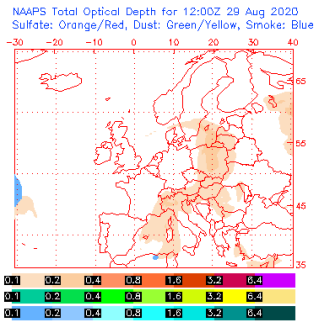 NAAPS Total Optical Depth for 12:00Z 29 Aug 2020
Sulfate: Orange/Red, Dust: Green/Yellow, Smoke: Blue
-30 -20 -10 0 10 20 30 40
65
55
45
35
0.1 0.2 0.4 0.8 1.6 3.2 6.4
0.1 0.2 0.4 0.8 1.6 3.2 6.4
0.1 0.2 0.4 0.8 1.6 3.2 6.4